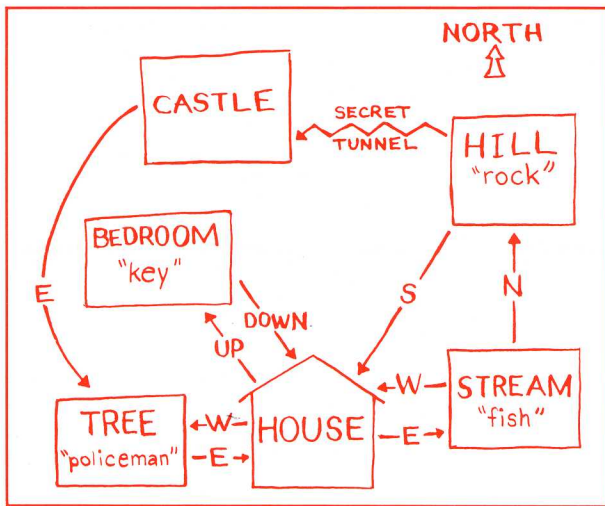 NORTH
CASTLE
SECRET
TUNNEL
HILL
"rock"
BEDROOM
"key"
E
S
N
DOWN
UP
W
STREAM
"fish"
TREE
"policeman"
W
E
HOUSE
E